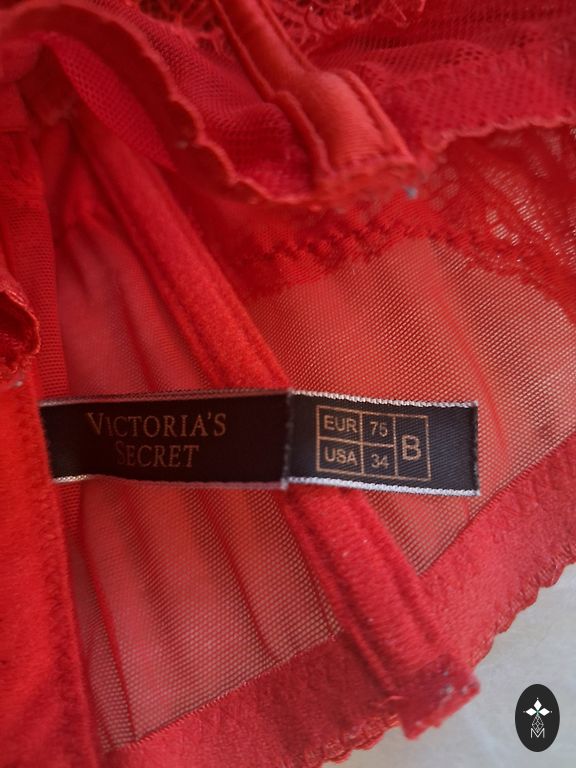 VICTORIA'S
SECRET
EUR 75 B
USA 34
M